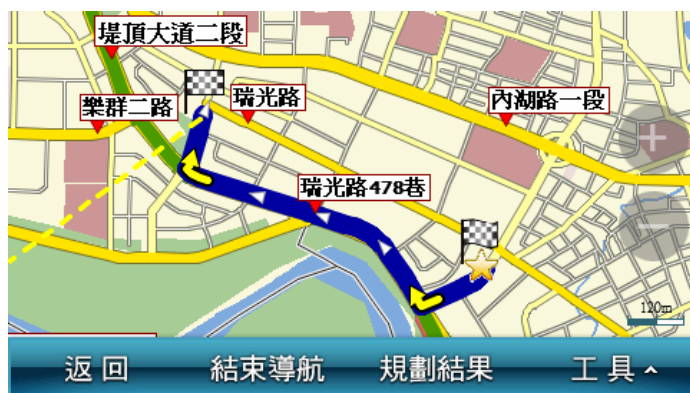 堤頂大道二段
樂群二路
瑞光路
內湖路一段
瑞光路478巷
120m
返回
結束導航
規劃結果
工具